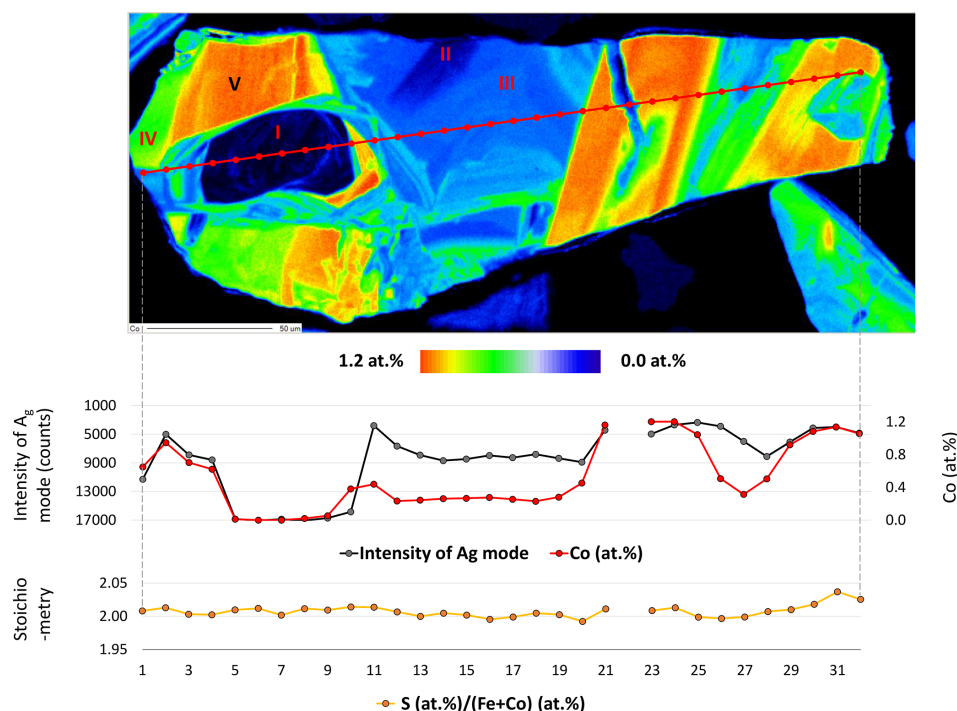 II
V
III
IV
I
Co
50 um
1.2 at.%
0.0 at.%
Intensity of Ag
mode (counts)
1000
5000
9000
13000
17000
1.2
0.8
0.4
0.0
Co (at.%)
Intensity of Ag mode
Co (at.%)
Stoichio
-metry
2.05
2.00
1.95
1 3 5 7 9 11 13 15 17 19 21 23 25 27 29 31
S (at.%)/(Fe+Co) (at.%)